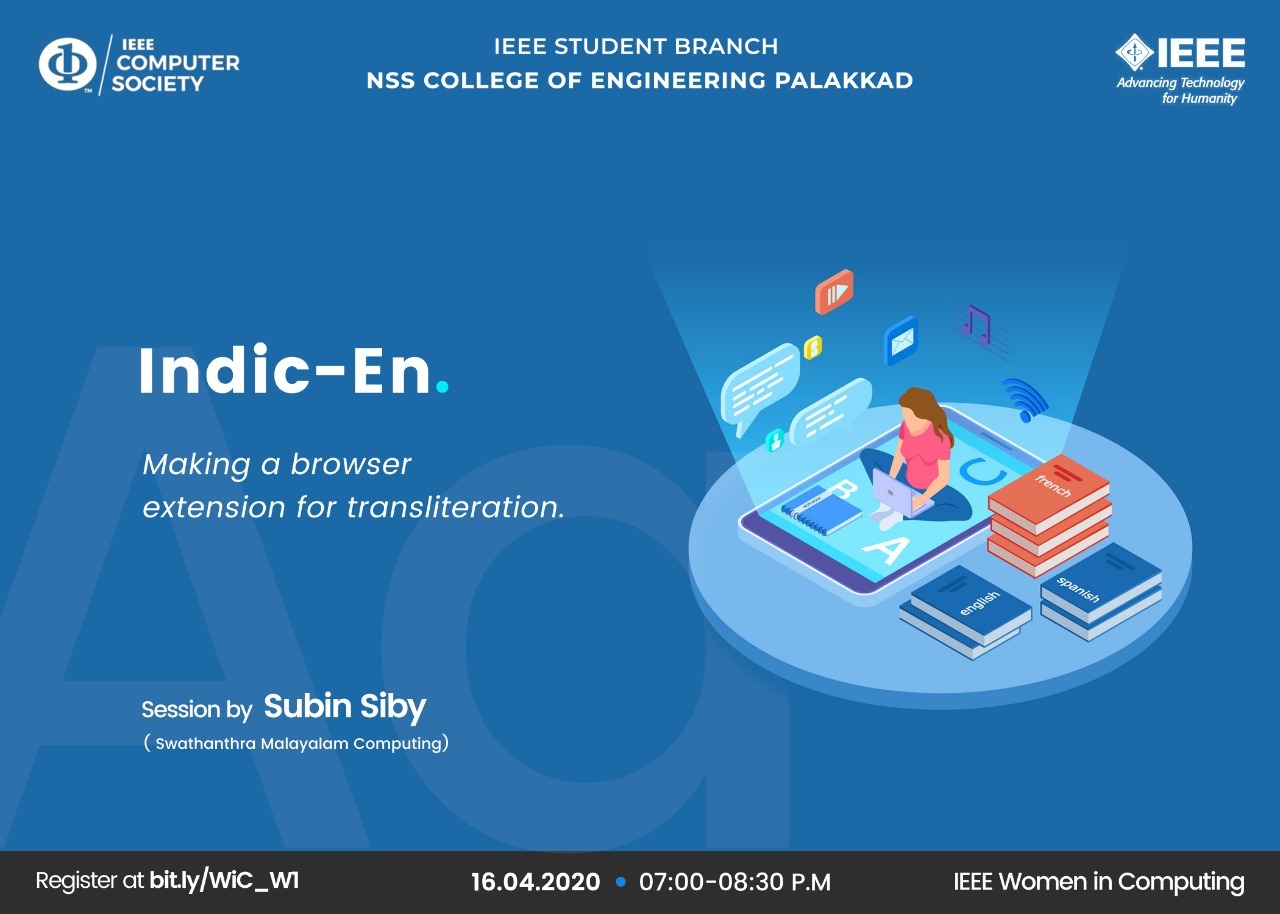 IEEE
COMPUTER
SOCIETY
TM
IEEE STUDENT BRANCH
NSS COLLEGE OF ENGINEERING PALAKKAD
IEEE
Advancing Technology
for Humanity
Indic-En.
Making a browser
extension for transliteration.
B
C
A
french
spanish
english
Session by Subin Siby
( Swathanthra Malayalam Computing)
Aa
Register at bit.ly/WiC_W1
16.04.2020 • 07:00-08:30 P.M
IEEE Women in Computing